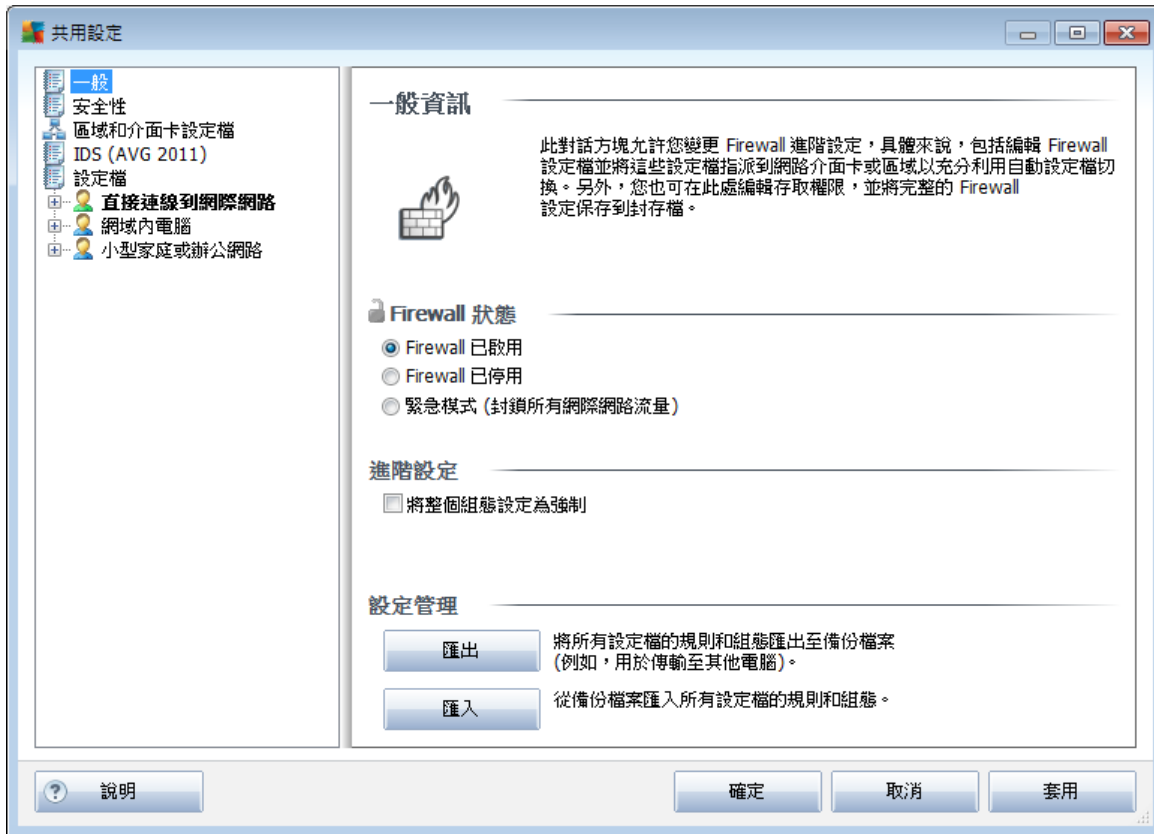 共用設定
一般
安全性
區域和介面卡設定檔
IDS (AVG 2011)
設定檔
直接連線到網際網路
網域內電腦
小型家庭或辦公網路
一般資訊
此對話方塊允許您變更 Firewall 進階設定，具體來說，包括編輯 Firewall
設定檔並將這些設定檔指派到網路介面卡或區域以充分利用自動設定檔切
換。另外，您也可在此處編輯存取權限，並將完整的 Firewall
設定保存到封存檔。
Firewall 狀態
Firewall 已啟用
Firewall 已停用
緊急模式 (封鎖所有網際網路流量)
進階設定
將整個組態設定為強制
設定管理
匯出
將所有設定檔的規則和組態匯出至備份檔案
(例如，用於傳輸至其他電腦)。
匯入
從備份檔案匯入所有設定檔的規則和組態。
? 說明
確定
取消
套用